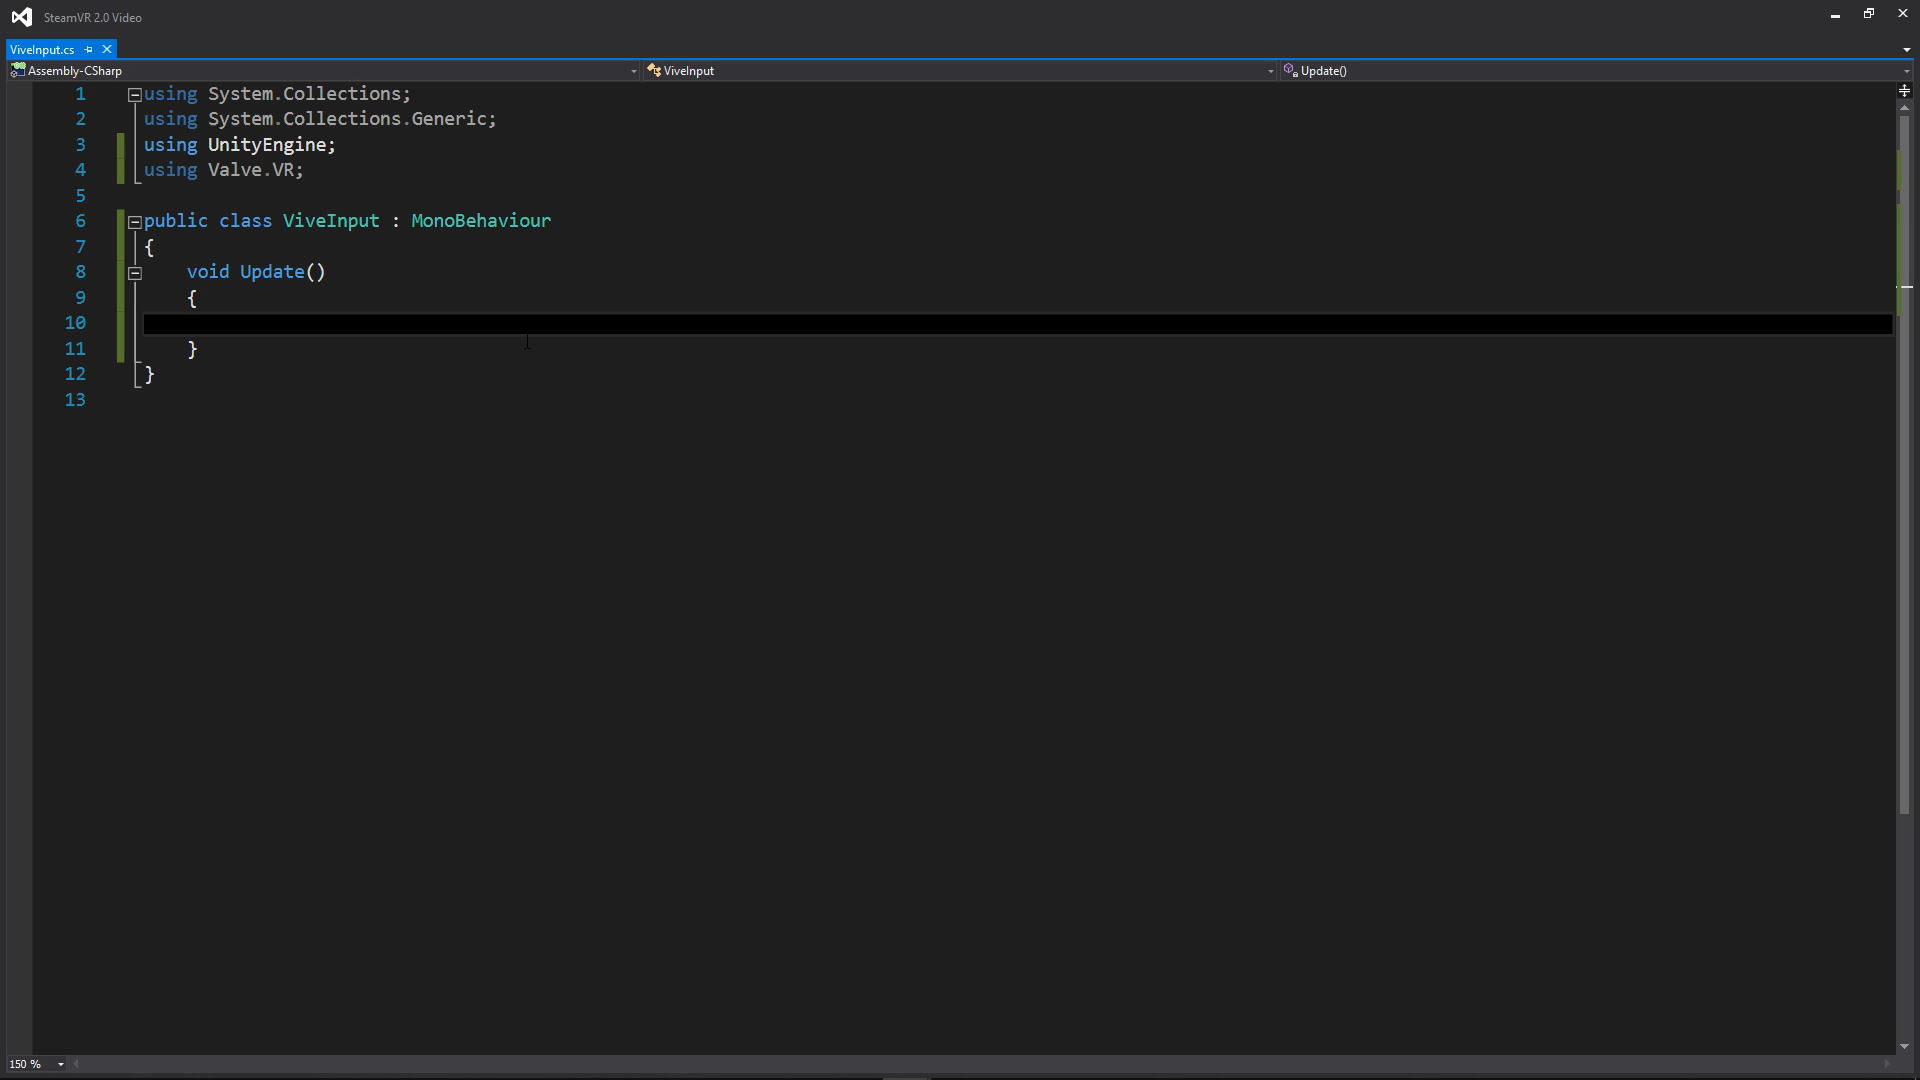 SteamVR 2.0 Video
ViveInput.cs
Assembly-CSharp ViveInput Update()
1 using System.Collections;
2 using System.Collections.Generic;
3 using UnityEngine;
4 using Valve.VR;
5
6 public class ViveInput : MonoBehaviour
7 {
8 void Update()
9 {
10
11 }
12 }
13
150 %